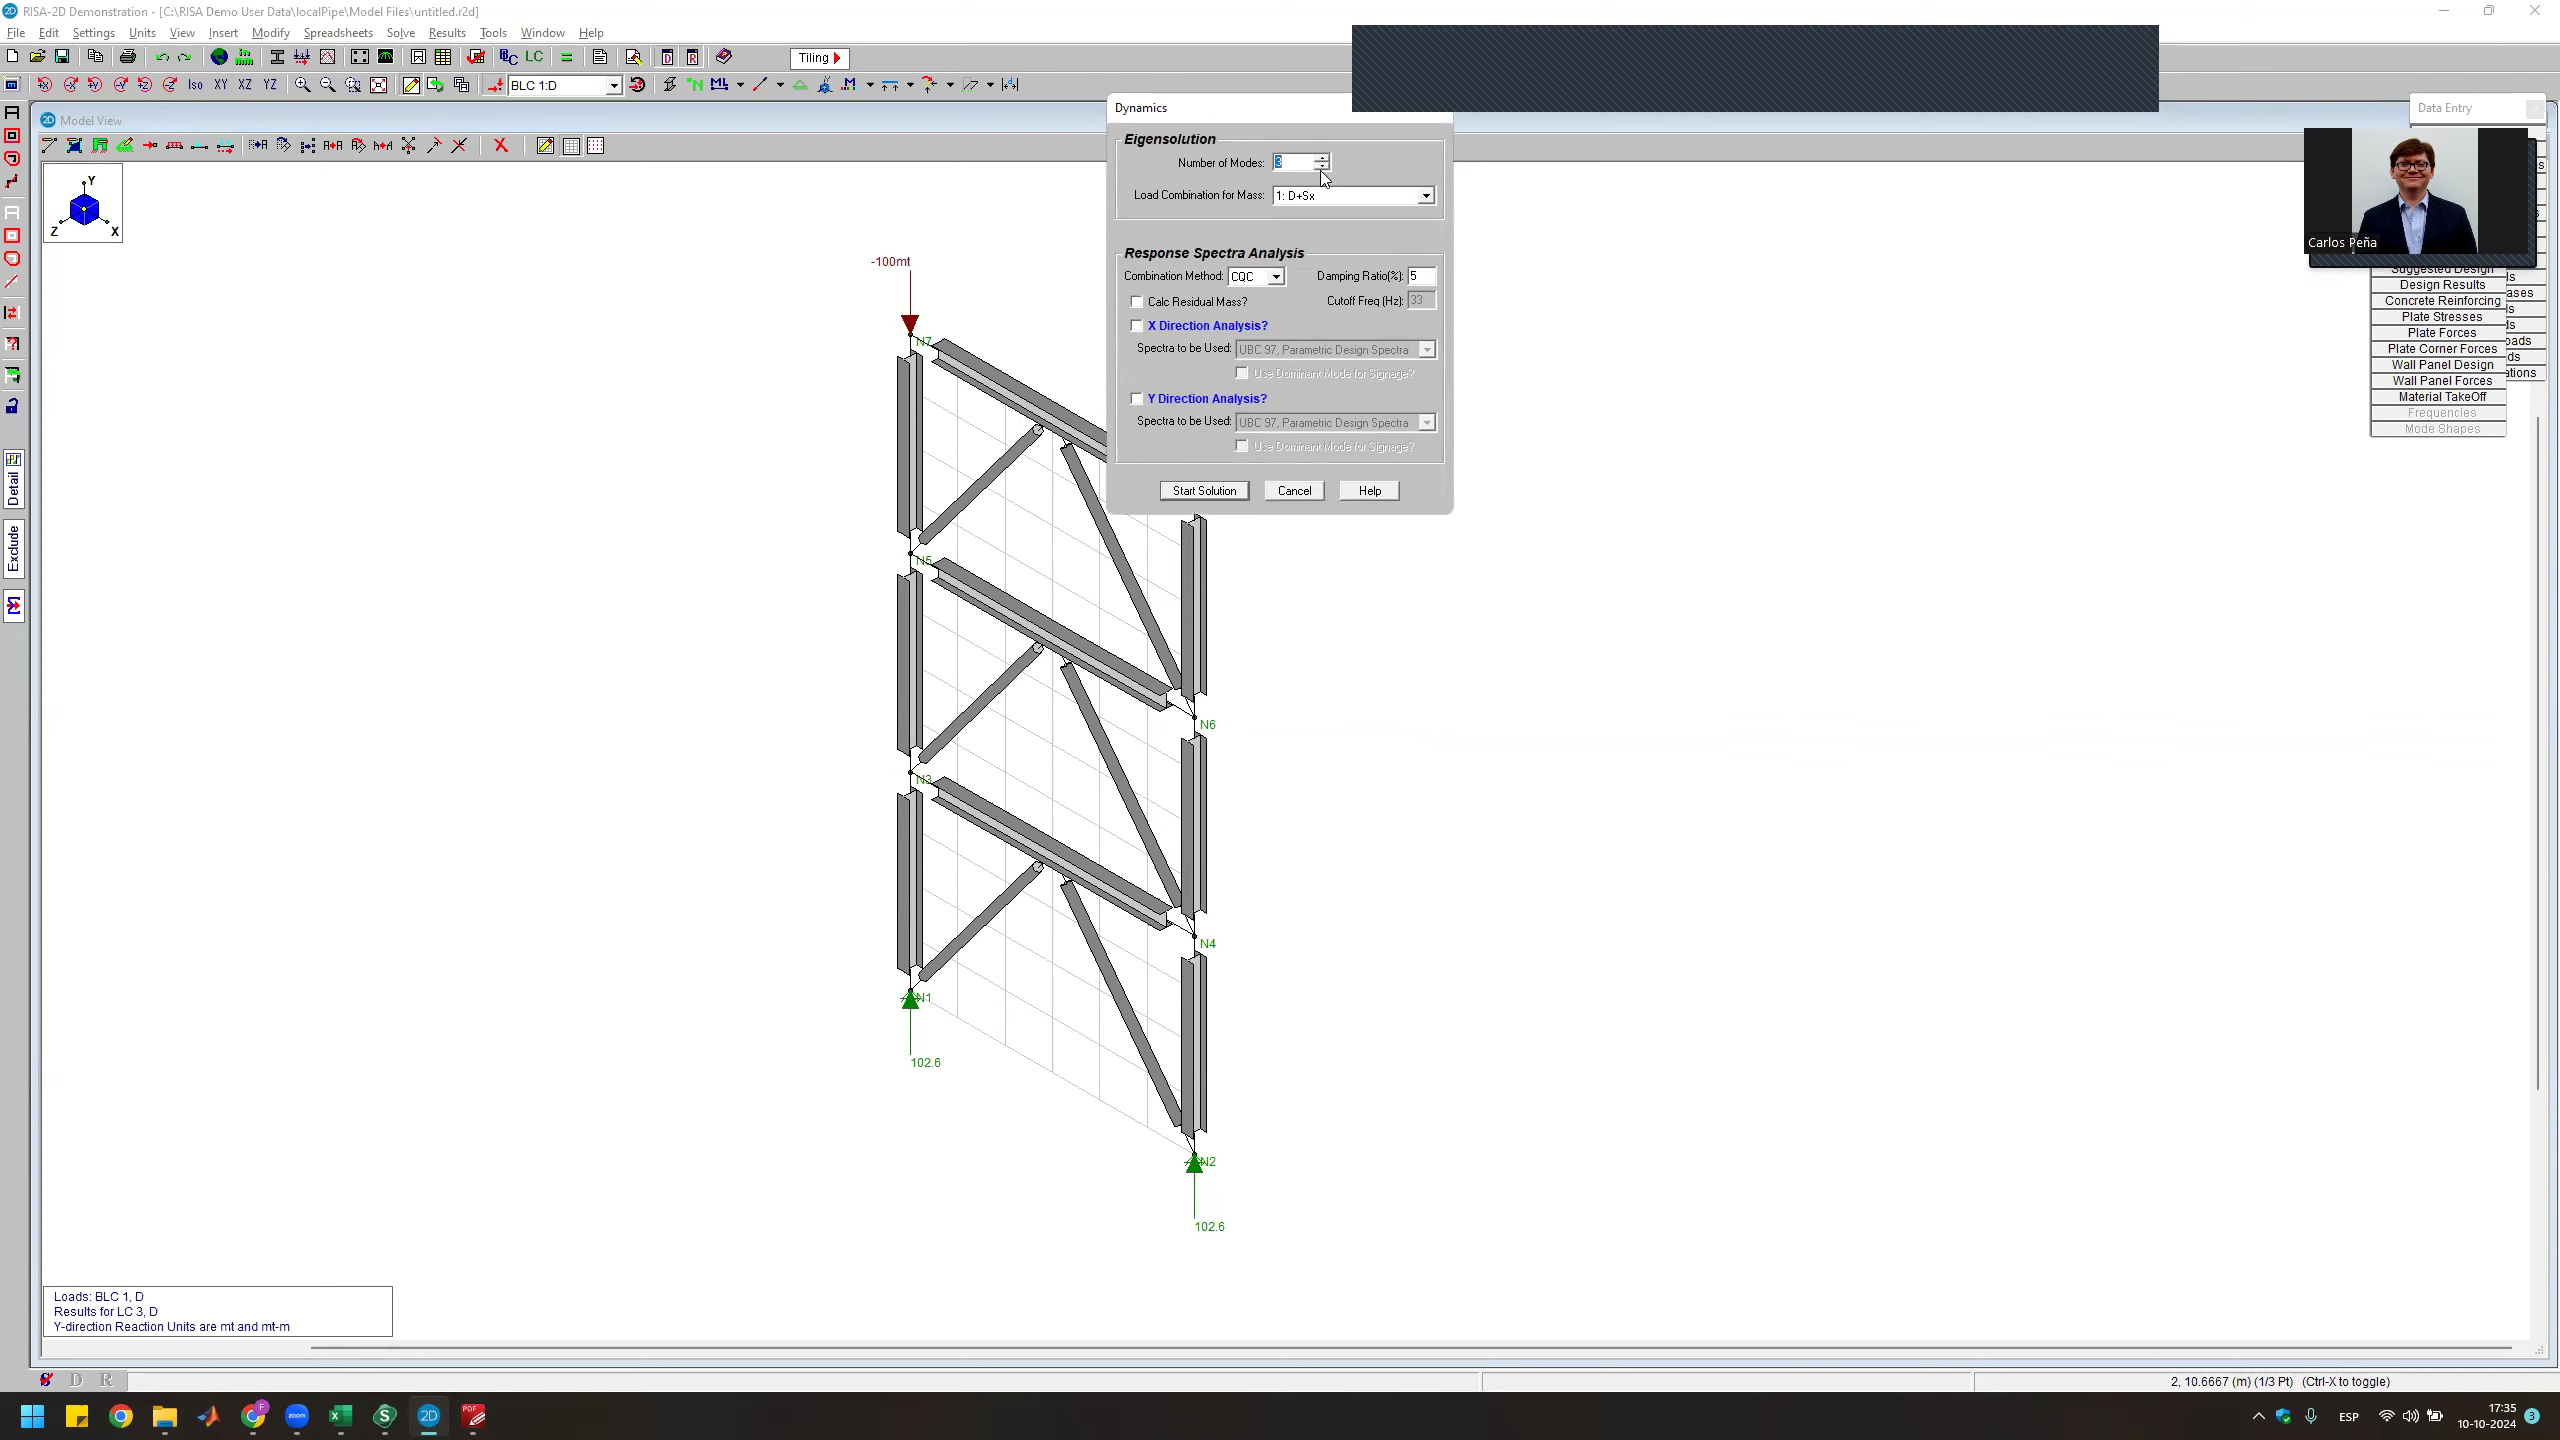 RISA-2D Demonstration - [C:\RISA Demo User Data\localPipe\Model Files\untitled.r2d]
File Edit Settings Units View Insert Modify Spreadsheets Solve Results Tools Window Help
LC
Tiling
Iso XY XZ YZ
BLC 1:D
Model View
Dynamics
Data Entry
Eigensolution
Number of Modes: 3
Load Combination for Mass: 1: D+Sx
Response Spectra Analysis
Combination Method: CQC Damping Ratio(%): 5
Calc Residual Mass? Cutoff Freq (Hz): 33
X Direction Analysis?
Spectra to be Used: UBC 97, Parametric Design Spectra
Use Dominant Mode for Signage?
Y Direction Analysis?
Spectra to be Used: UBC 97, Parametric Design Spectra
Use Dominant Mode for Signage?
Start Solution Cancel Help
Carlos Peña
Suggested Design
Design Results
Concrete Reinforcing
Plate Stresses
Plate Forces
Plate Corner Forces
Wall Panel Design
Wall Panel Forces
Material TakeOff
Frequencies
Mode Shapes
Y
Z X
Detail
Exclude
-100mt
N7
N5
N6
N3
N4
N1
102.6
N2
102.6
Loads: BLC 1, D
Results for LC 3, D
Y-direction Reaction Units are mt and mt-m
D R
2, 10.6667 (m) (1/3 Pt) (Ctrl-X to toggle)
zoom
2D
PDF
ESP
17:35
10-10-2024
3